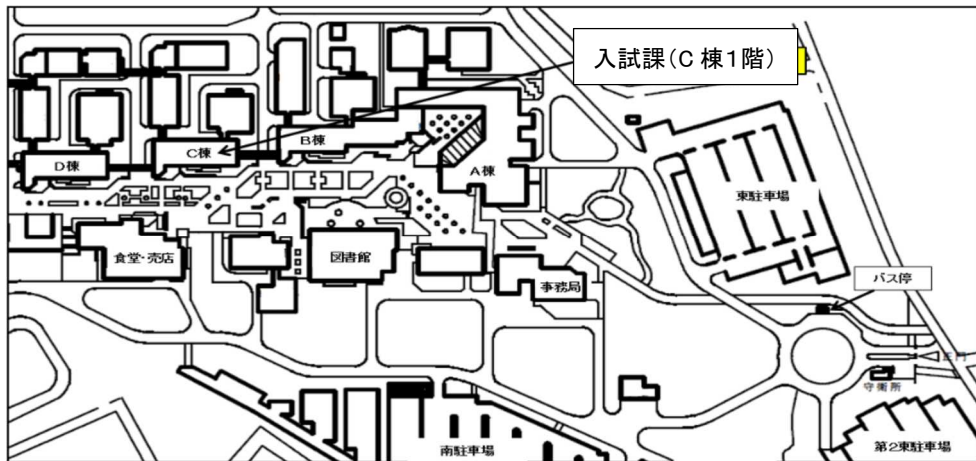 入試課(C 棟1階)
B棟
C棟
D棟
A棟
東駐車場
食堂・売店
図書館
事務局
バス停
正門
守衛所
南駐車場
第2東駐車場